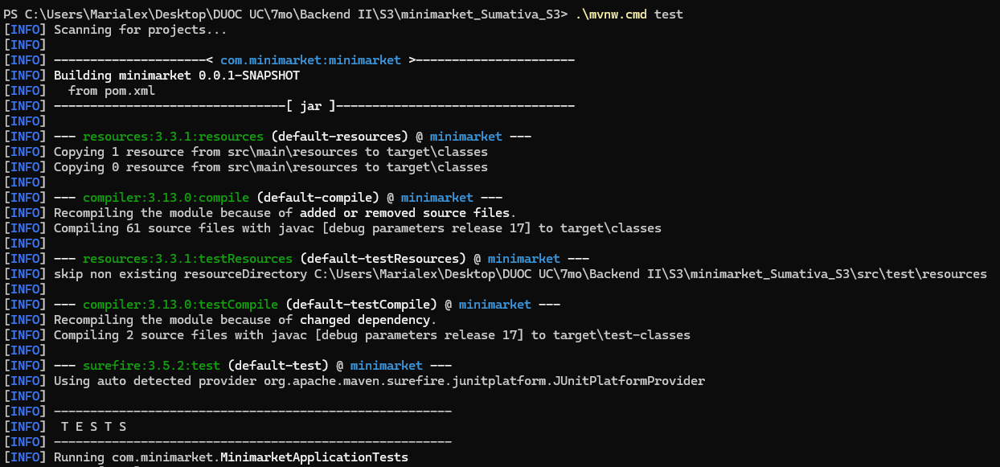 PS C:\Users\Marialex\Desktop\DUOC UC\7mo\Backend II\S3\minimarket_Sumativa_S3> .\mvnw.cmd test
[INFO] Scanning for projects...
[INFO]
[INFO] ---------------------< com.minimarket:minimarket >----------------------
[INFO] Building minimarket 0.0.1-SNAPSHOT
[INFO]   from pom.xml
[INFO] --------------------------------[ jar ]---------------------------------
[INFO]
[INFO] --- resources:3.3.1:resources (default-resources) @ minimarket ---
[INFO] Copying 1 resource from src\main\resources to target\classes
[INFO] Copying 0 resource from src\main\resources to target\classes
[INFO]
[INFO] --- compiler:3.13.0:compile (default-compile) @ minimarket ---
[INFO] Recompiling the module because of added or removed source files.
[INFO] Compiling 61 source files with javac [debug parameters release 17] to target\classes
[INFO]
[INFO] --- resources:3.3.1:testResources (default-testResources) @ minimarket ---
[INFO] skip non existing resourceDirectory C:\Users\Marialex\Desktop\DUOC UC\7mo\Backend II\S3\minimarket_Sumativa_S3\src\test\resources
[INFO]
[INFO] --- compiler:3.13.0:testCompile (default-testCompile) @ minimarket ---
[INFO] Recompiling the module because of changed dependency.
[INFO] Compiling 2 source files with javac [debug parameters release 17] to target\test-classes
[INFO]
[INFO] --- surefire:3.5.2:test (default-test) @ minimarket ---
[INFO] Using auto detected provider org.apache.maven.surefire.junitplatform.JUnitPlatformProvider
[INFO]
[INFO] -------------------------------------------------------
[INFO]  T E S T S
[INFO] -------------------------------------------------------
[INFO] Running com.minimarket.MinimarketApplicationTests